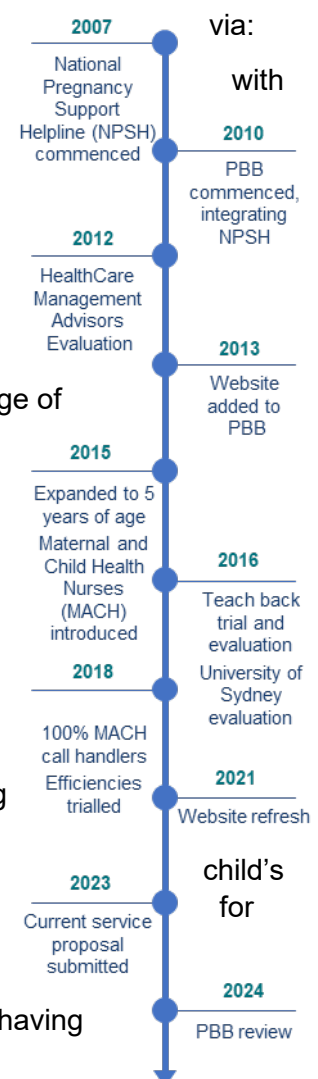 via:
2007
National
Pregnancy
Support
Helpline (NPSH)
commenced
with
2010
PBB
commenced,
integrating
NPSH
2012
HealthCare
Management
Advisors
Evaluation
2013
Website
added to
PBB
ge of
2015
Expanded to 5
years of age
Maternal and
Child Health
Nurses
(MACH)
introduced
2016
Teach back
trial and
evaluation
University of
Sydney
evaluation
2018
100% MACH
call handlers
Efficiencies
trialled
2021
Website refresh
g
child's
for
2023
Current service
proposal
submitted
2024
PBB review
having